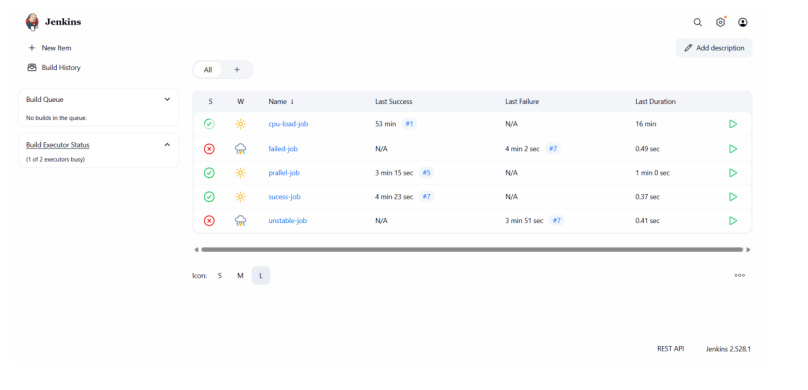 Jenkins
+ New Item
Build History
Add description
All +
Build Queue
No builds in the queue.
Build Executor Status
(1 of 2 executors busy)
S W Name ↓ Last Success Last Failure Last Duration
cpu-load-job 53 min #1 N/A 16 min
failed-job N/A 4 min 2 sec #7 0.49 sec
prallel-job 3 min 15 sec #5 N/A 1 min 0 sec
sucess-job 4 min 23 sec #7 N/A 0.37 sec
unstable-job N/A 3 min 51 sec #7 0.41 sec
Icon: S M L
REST API Jenkins 2.528.1